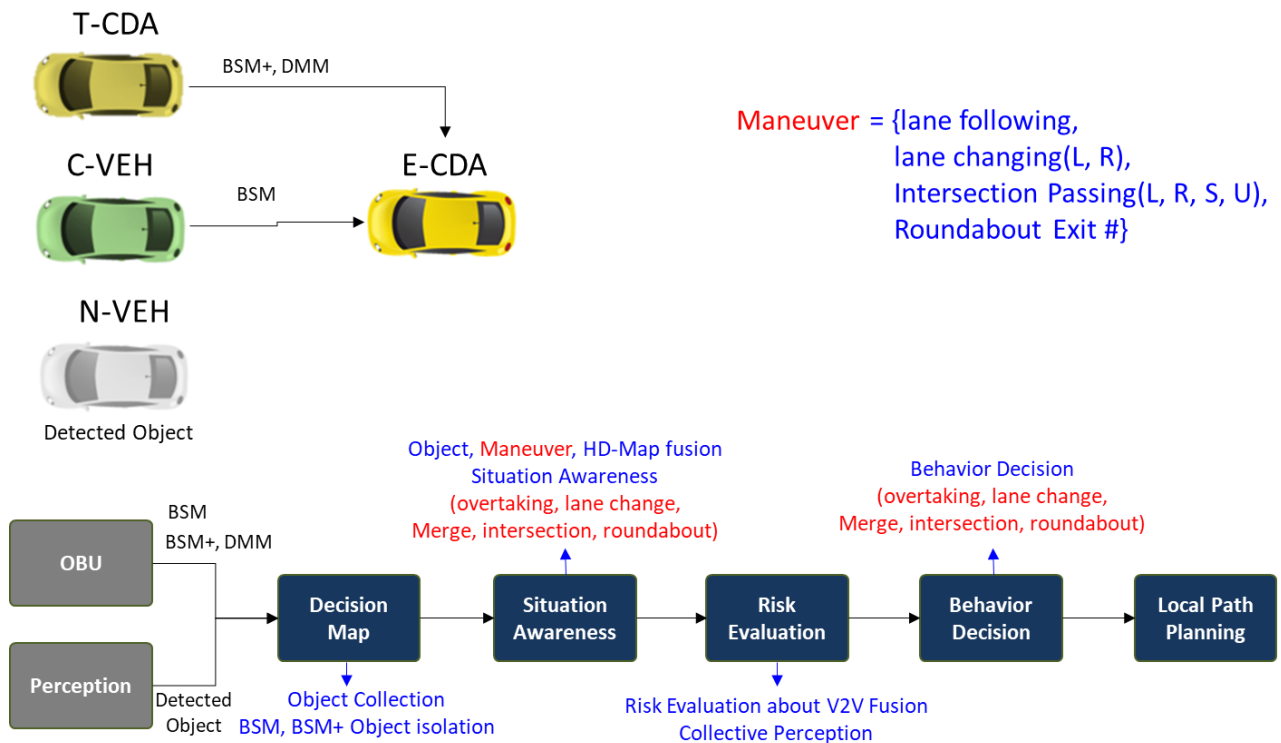 T-CDA
BSM+, DMM
C-VEH
BSM
E-CDA
N-VEH
Detected Object
Maneuver = {lane following,
lane changing(L, R),
Intersection Passing(L, R, S, U),
Roundabout Exit #}
Object, Maneuver, HD-Map fusion
Situation Awareness
(overtaking, lane change,
Merge, intersection, roundabout)
Behavior Decision
(overtaking, lane change,
Merge, intersection, roundabout)
OBU
BSM
BSM+, DMM
Perception
Detected
Object
Decision
Map
Situation
Awareness
Risk
Evaluation
Behavior
Decision
Local Path
Planning
Object Collection
BSM, BSM+ Object isolation
Risk Evaluation about V2V Fusion
Collective Perception